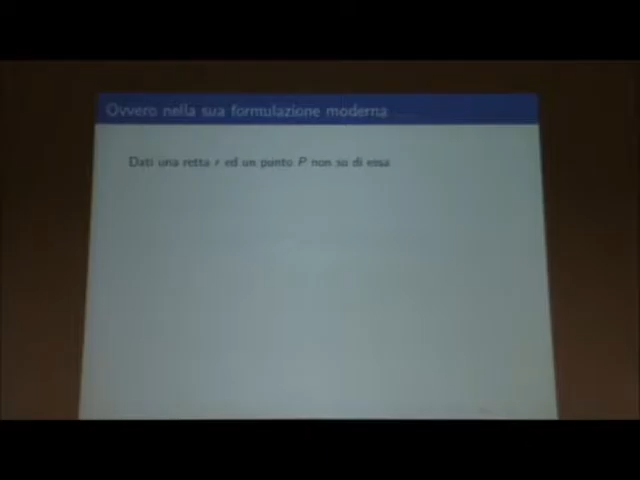 Ovvero nella sua formulazione moderna .....
Dati una retta r ed un punto P non su di essa